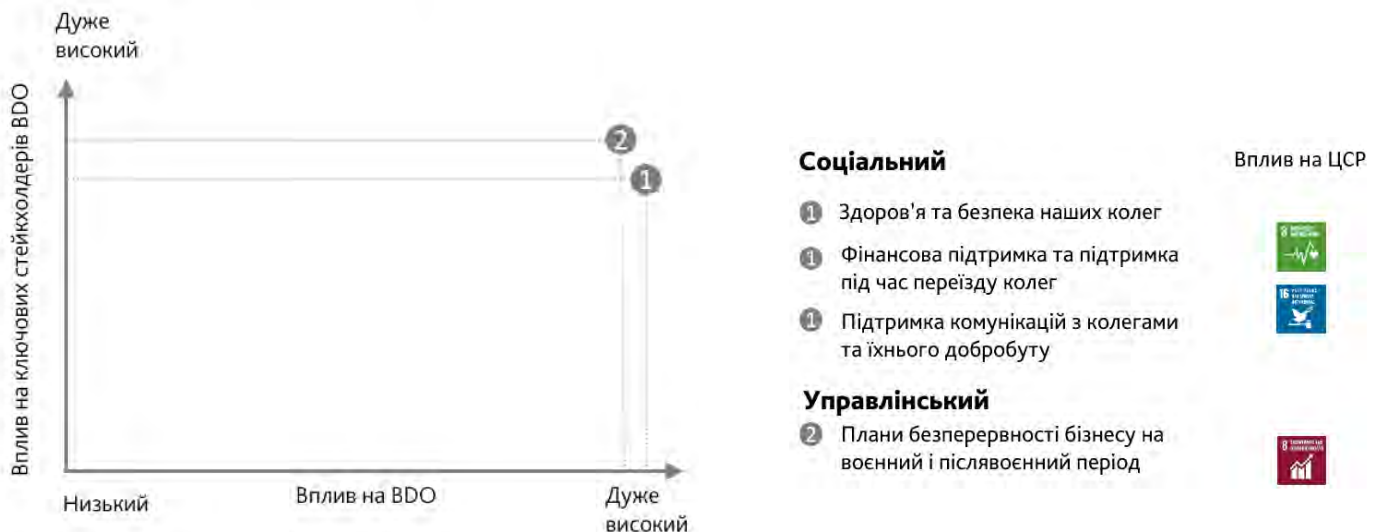 Дуже
високий
Вплив на ключових стейкхолдерів BDO
2
1
Низький
Вплив на BDO
Дуже
високий
Соціальний
Вплив на ЦСР
1 Здоров'я та безпека наших колег
1 Фінансова підтримка та підтримка
під час переїзду колег
1 Підтримка комунікацій з колегами
та їхнього добробуту
16
Управлінський
2 Плани безперервності бізнесу на
воєнний і післявоєнний період
8